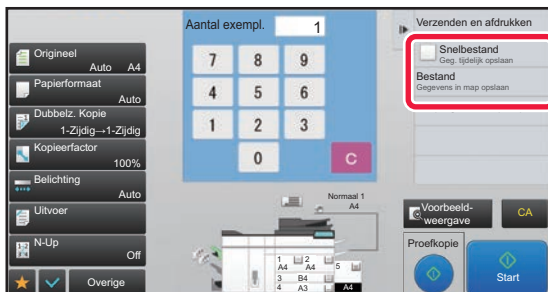 Origineel
Auto A4
Papierformaat
Auto
Dubbelz. Kopie
1-Zijdig→1-Zijdig
Kopieerfactor
100%
Belichting
Auto
Uitvoer
N-Up
Off
Overige
Aantal exempl. 1
7 8 9
4 5 6
1 2 3
0 C
Normaal 1
A4
1 A4
2 A4
3 B4
4 A3
5 A4
Verzenden en afdrukken
Snelbestand
Geg. tijdelijk opslaan
Bestand
Gegevens in map opslaan
Voorbeeld-
weergave
CA
Proefkopie
Start